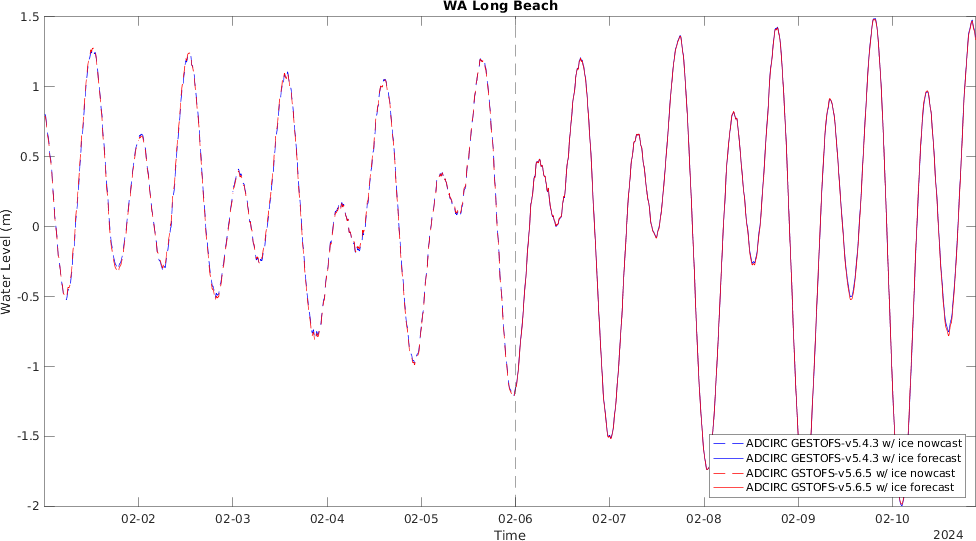 WA Long Beach
1.5
1
0.5
0
-0.5
-1
-1.5
-2
Water Level (m)
ADCIRC GESTOFS-v5.4.3 w/ ice nowcast
ADCIRC GESTOFS-v5.4.3 w/ ice forecast
ADCIRC GSTOFS-v5.6.5 w/ ice nowcast
ADCIRC GSTOFS-v5.6.5 w/ ice forecast
02-02 02-03 02-04 02-05 02-06 02-07 02-08 02-09 02-10
Time
2024